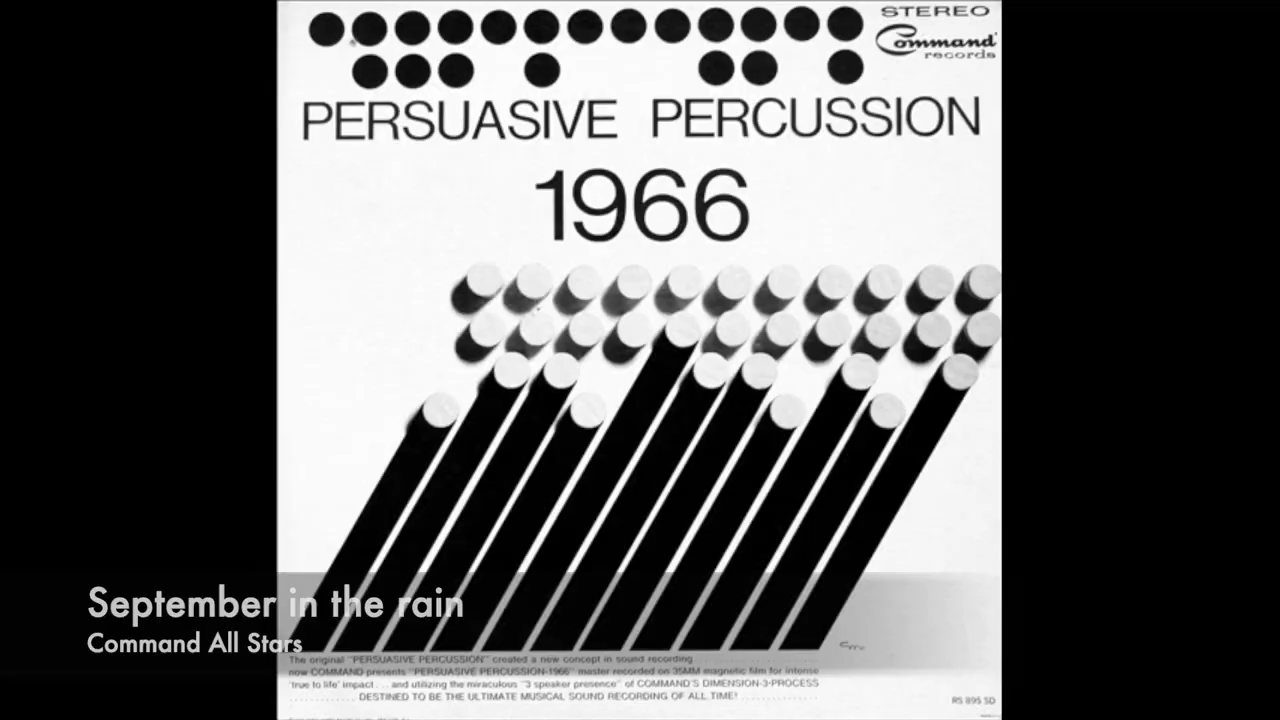 STEREO
Command
records
PERSUASIVE PERCUSSION
1966
September in the rain
Command All Stars
The original "PERSUASIVE PERCUSSION" created a new concept in sound recording
now COMMAND presents "PERSUASIVE PERCUSSION-1966" master recorded on 35MM magnetic film for intense
'true to life' impact . . . and utilizing the miraculous "3 speaker presence" of COMMAND'S DIMENSION-3-PROCESS
. . . . . . . . . . . . DESTINED TO BE THE ULTIMATE MUSICAL SOUND RECORDING OF ALL TIME! . . . . . . . . . . . . . .
RS 895 SD